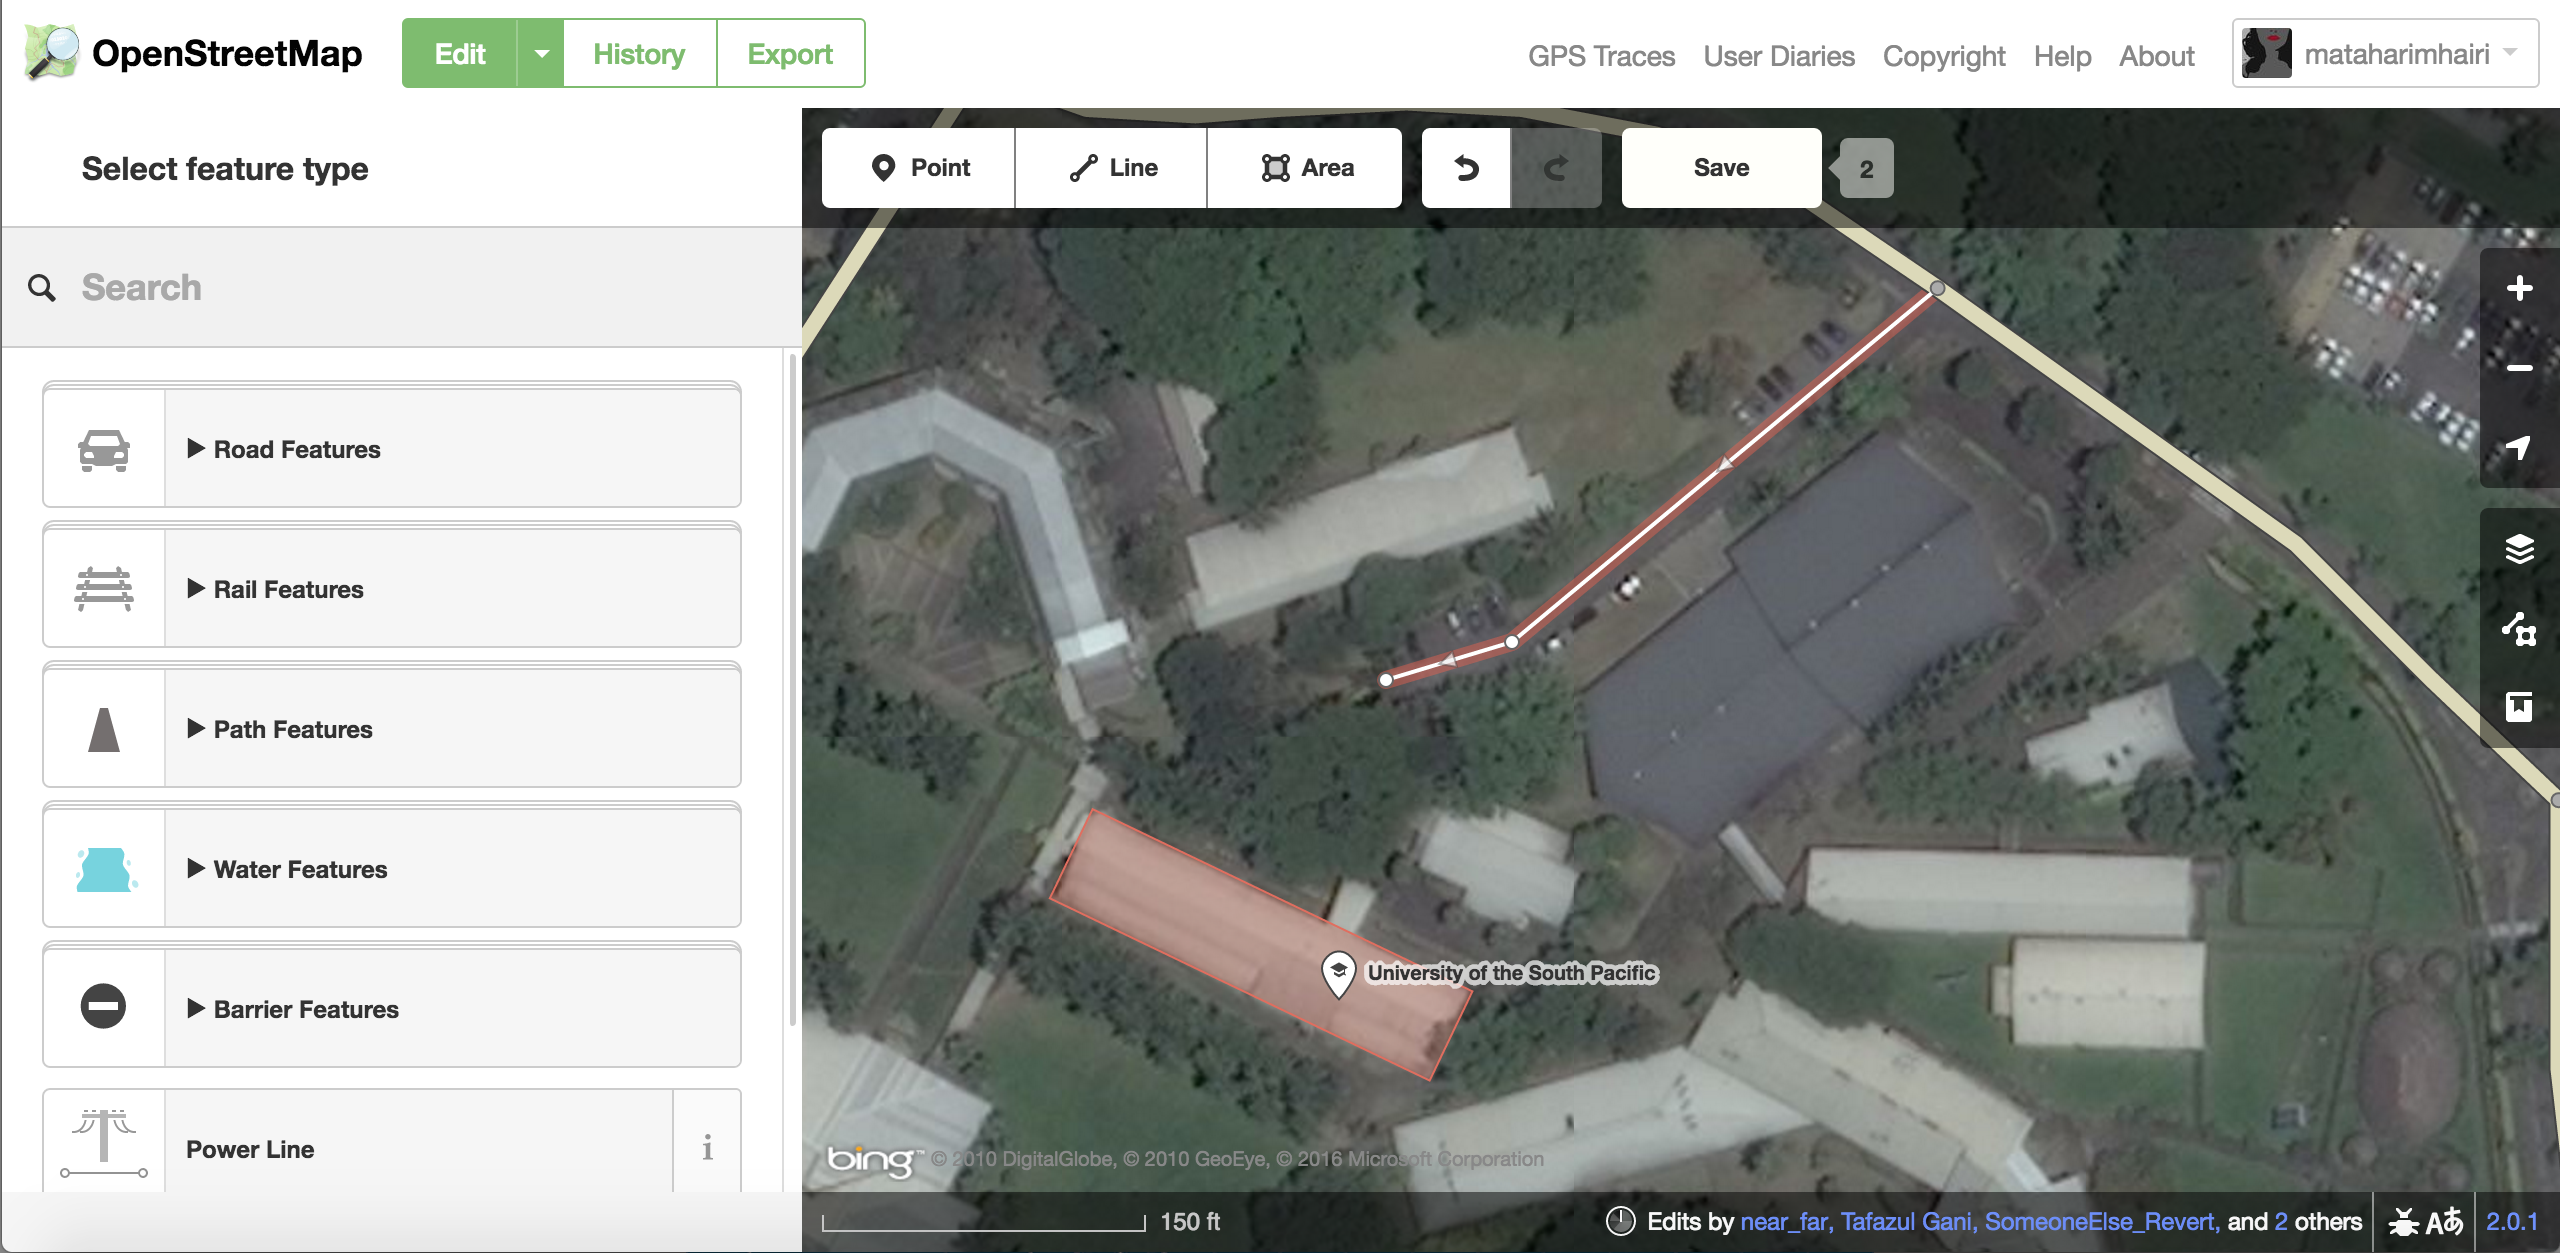 OpenStreetMap
Edit
History
Export
GPS Traces
User Diaries
Copyright
Help
About
mataharimhairi
Select feature type
Search
Road Features
Rail Features
Path Features
Water Features
Barrier Features
Power Line
i
Point
Line
Area
Save
2
University of the South Pacific
bing™ © 2010 DigitalGlobe, © 2010 GeoEye, © 2016 Microsoft Corporation
150 ft
Edits by near_far, Tafazul Gani, SomeoneElse_Revert, and 2 others
Aあ
2.0.1